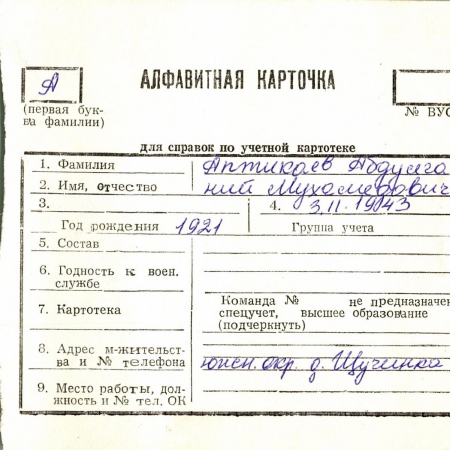 А
АЛФАВИТНАЯ КАРТОЧКА
(первая бук-
ва фамилии)
№ ВУС
для справок по учетной картотеке
1. Фамилия Аптикаев Абдулга
2. Имя, отчество ний Мухамедович
3. 4. 3.11.1943
Год рождения 1921 Группа учета
5. Состав
6. Годность к воен.
службе
7. Картотека
Команда № не предназначен
спецучет, высшее образование
(подчеркнуть)
8. Адрес м-жительст-
ва и № телефона юкен. окр. д. Щучинка
9. Место работы, дол-
жность и № тел. ОК